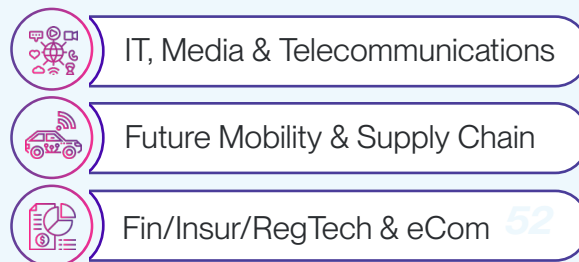 IT, Media & Telecommunications
Future Mobility & Supply Chain
Fin/Insur/RegTech & eCom 52